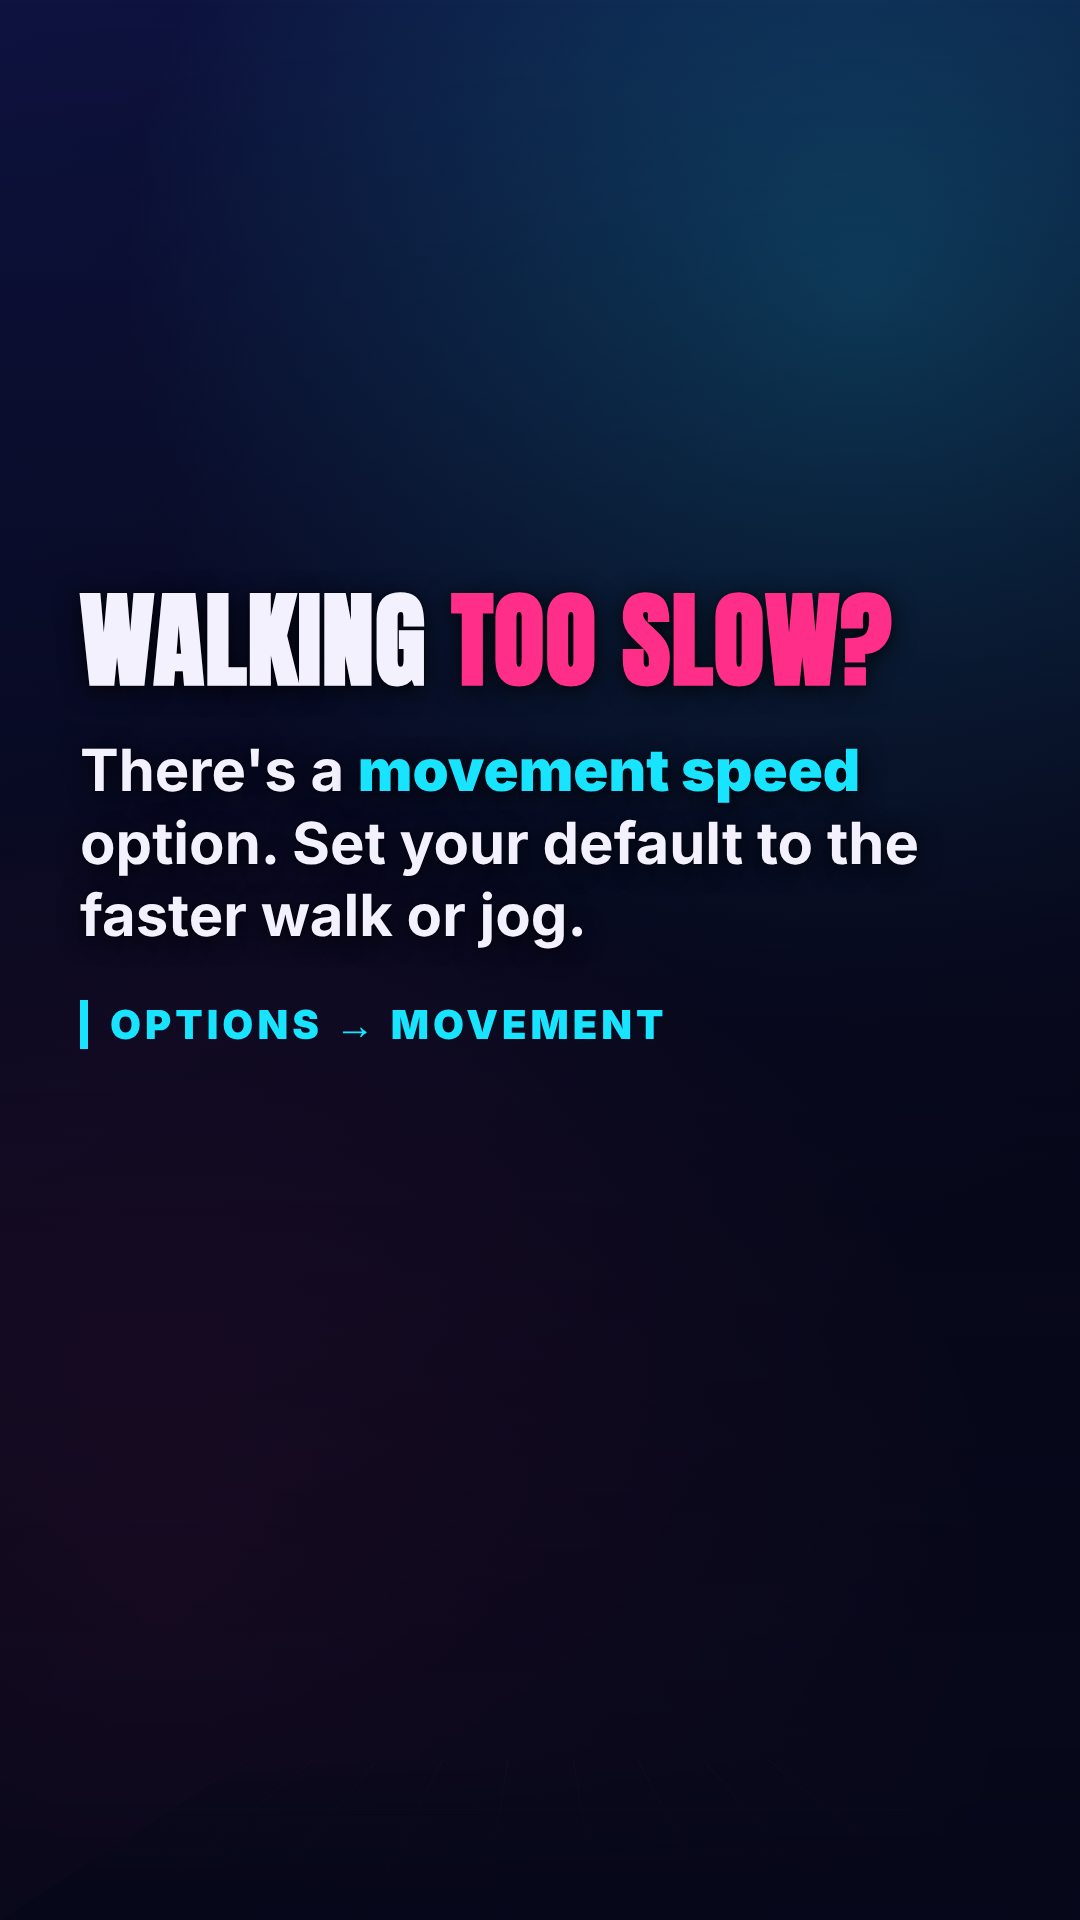 WALKING TOO SLOW?
There's a movement speed
option. Set your default to the
faster walk or jog.
OPTIONS → MOVEMENT